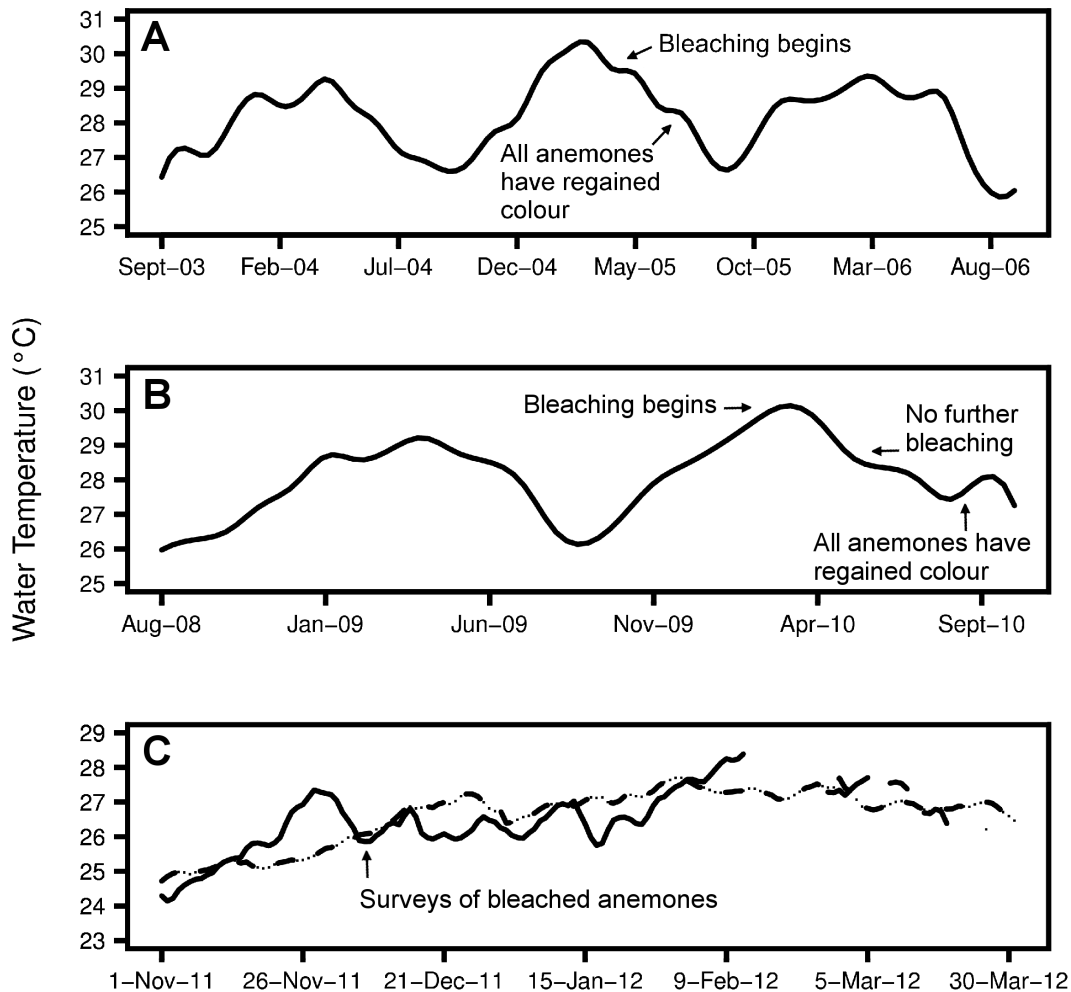 A
31
30
29
28
27
26
25
Bleaching begins
All anemones
have regained
colour
Sept–03 Feb–04 Jul–04 Dec–04 May–05 Oct–05 Mar–06 Aug–06
Water Temperature (°C)
B
31
30
29
28
27
26
25
Bleaching begins
No further
bleaching
All anemones have
regained colour
Aug–08 Jan–09 Jun–09 Nov–09 Apr–10 Sept–10
C
29
28
27
26
25
24
23
Surveys of bleached anemones
1–Nov–11 26–Nov–11 21–Dec–11 15–Jan–12 9–Feb–12 5–Mar–12 30–Mar–12